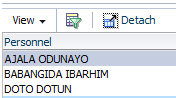 View Detach
Personnel
AJALA ODUNAYO
BABANGIDA IBARHIM
DOTO DOTUN